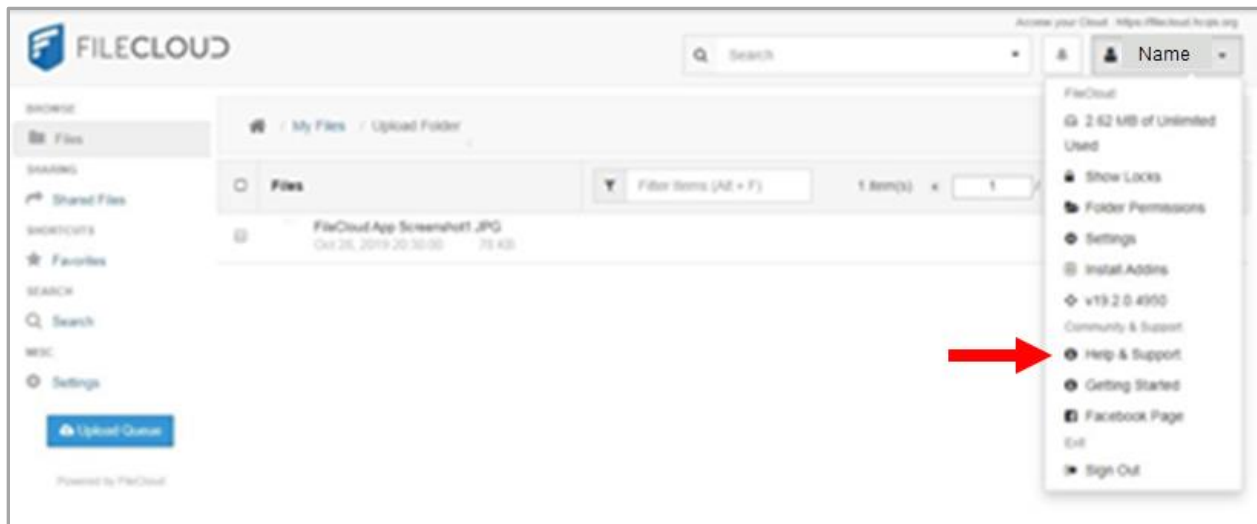 FILECLOUD
Access your Cloud : https://filecloud.hcqis.org
Search
Name
BROWSE
Files
SHARING
Shared Files
SHORTCUTS
Favorites
SEARCH
Search
MISC
Settings
Upload Queue
Powered by FileCloud
/ My Files / Upload Folder
Files
Filter Items (Alt + F)
1 Item(s)
«
1
/
FileCloud App Screenshot1.JPG
Oct 26, 2019 20:30:00 78 KB
FileCloud
2.62 MB of Unlimited
Used
Show Locks
Folder Permissions
Settings
Install Addins
v19.2.0.4950
Community & Support
Help & Support
Getting Started
Facebook Page
Exit
Sign Out